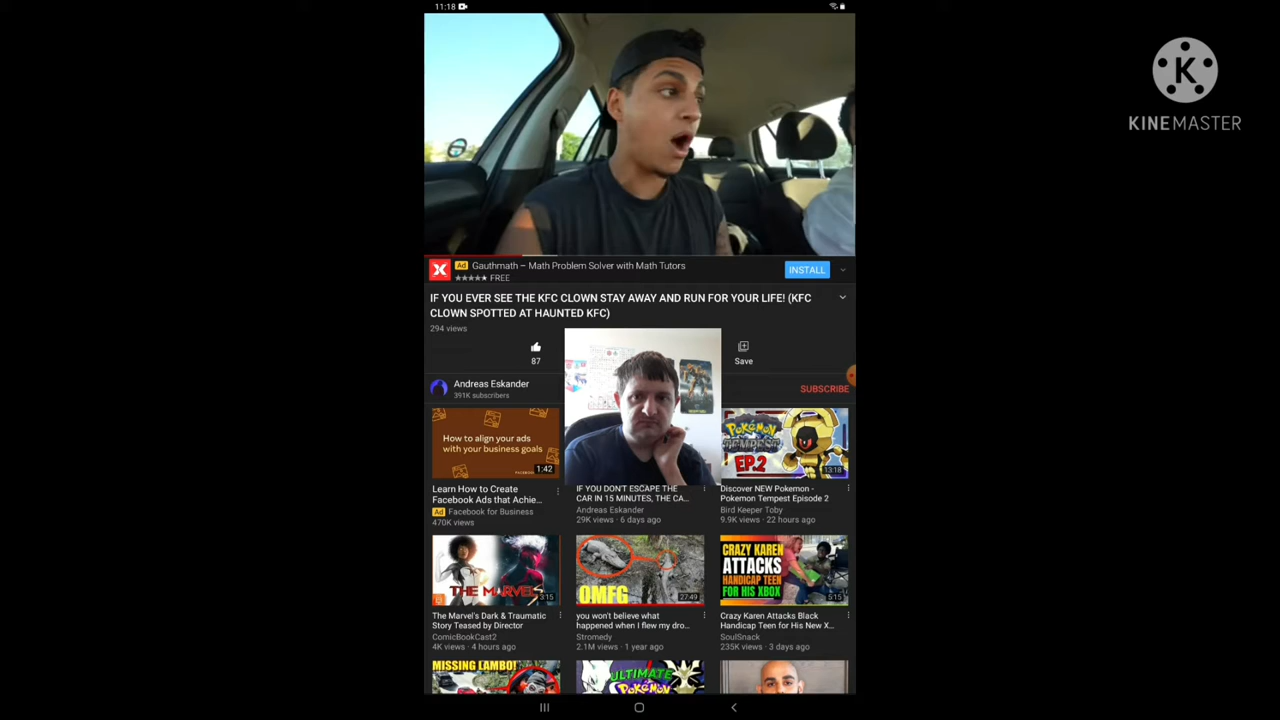 11:18
K
KINEMASTER
Ad Gauthmath – Math Problem Solver with Math Tutors
★★★★★ FREE
INSTALL
IF YOU EVER SEE THE KFC CLOWN STAY AWAY AND RUN FOR YOUR LIFE! (KFC
CLOWN SPOTTED AT HAUNTED KFC)
294 views
87
Save
Andreas Eskander
391K subscribers
SUBSCRIBE
How to align your ads
with your business goals
1:42
Learn How to Create
Facebook Ads that Achie...
Ad Facebook for Business
470K views
IF YOU DON'T ESCAPE THE
CAR IN 15 MINUTES, THE CA...
Andreas Eskander
29K views · 6 days ago
POKéMON
TEMPEST
EP.2
13:18
Discover NEW Pokemon -
Pokemon Tempest Episode 2
Bird Keeper Toby
9.9K views · 22 hours ago
THE MARVELS
3:15
The Marvel's Dark & Traumatic
Story Teased by Director
ComicBookCast2
4K views · 4 hours ago
OMFG
27:49
you won't believe what
happened when I flew my dro...
Stromedy
2.1M views · 1 year ago
CRAZY KAREN
ATTACKS
HANDICAP TEEN
FOR HIS XBOX
5:15
Crazy Karen Attacks Black
Handicap Teen for His New X...
SoulSnack
235K views · 3 days ago
MISSING LAMBO!
ULTIMATE
POKéMON